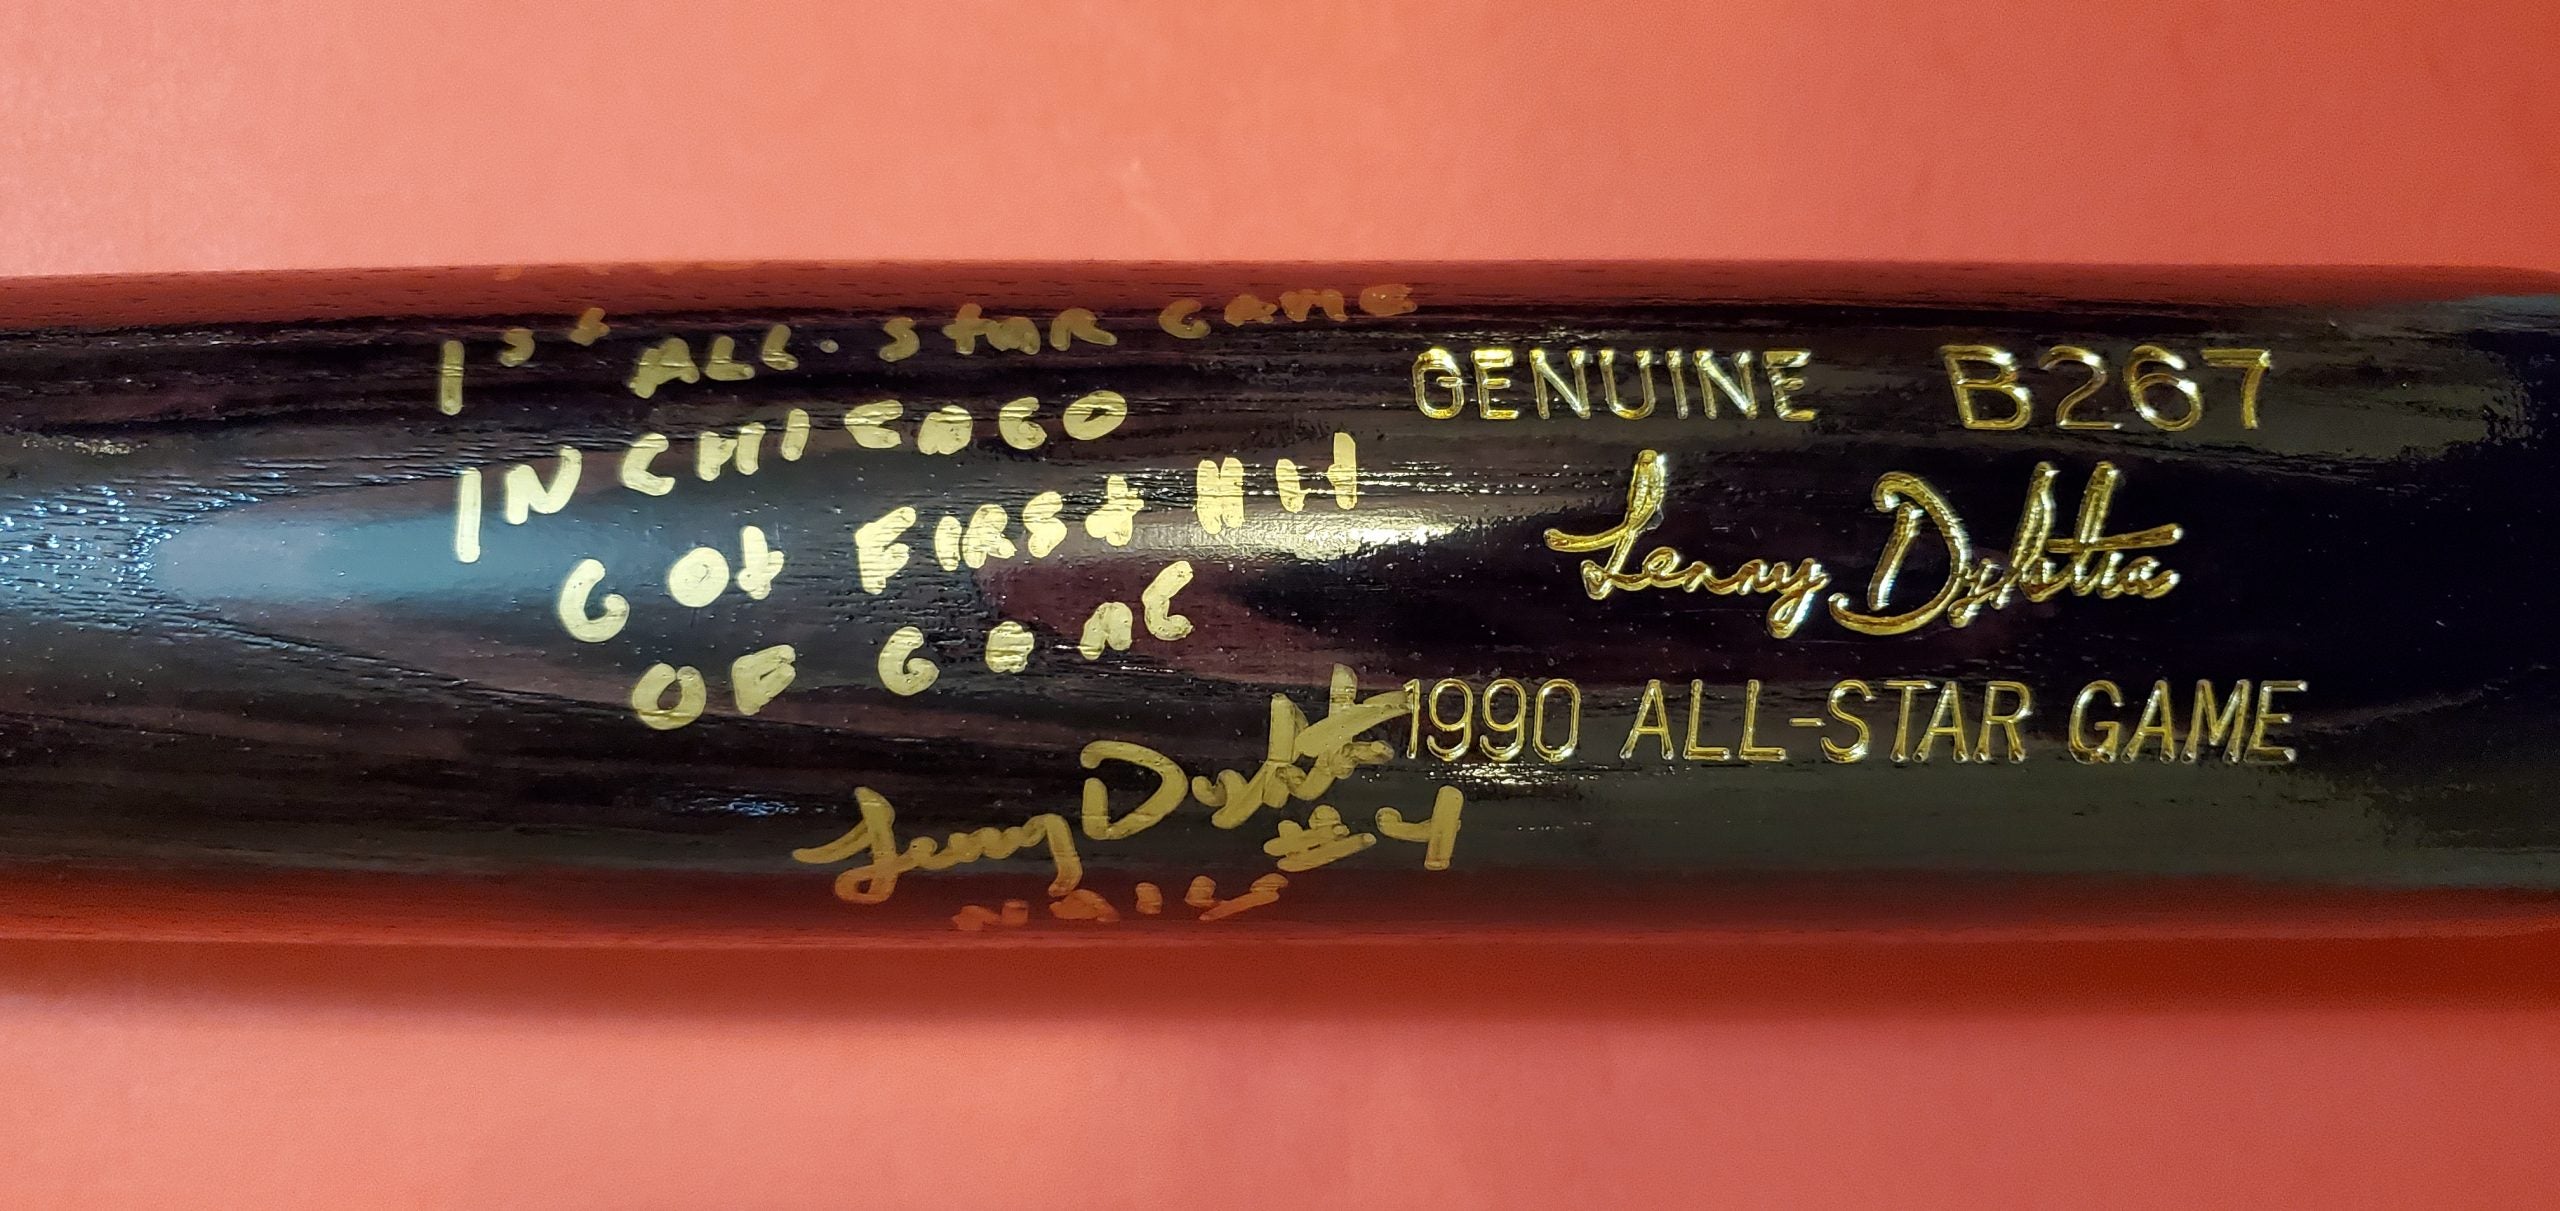 1st ALL-STAR GAME
IN CHICAGO
GOt FIRSt HIt
OF GAME
Lenny Dykstra
#4
"NAILS"
GENUINE B267
Lenny Dykstra
1990 ALL-STAR GAME